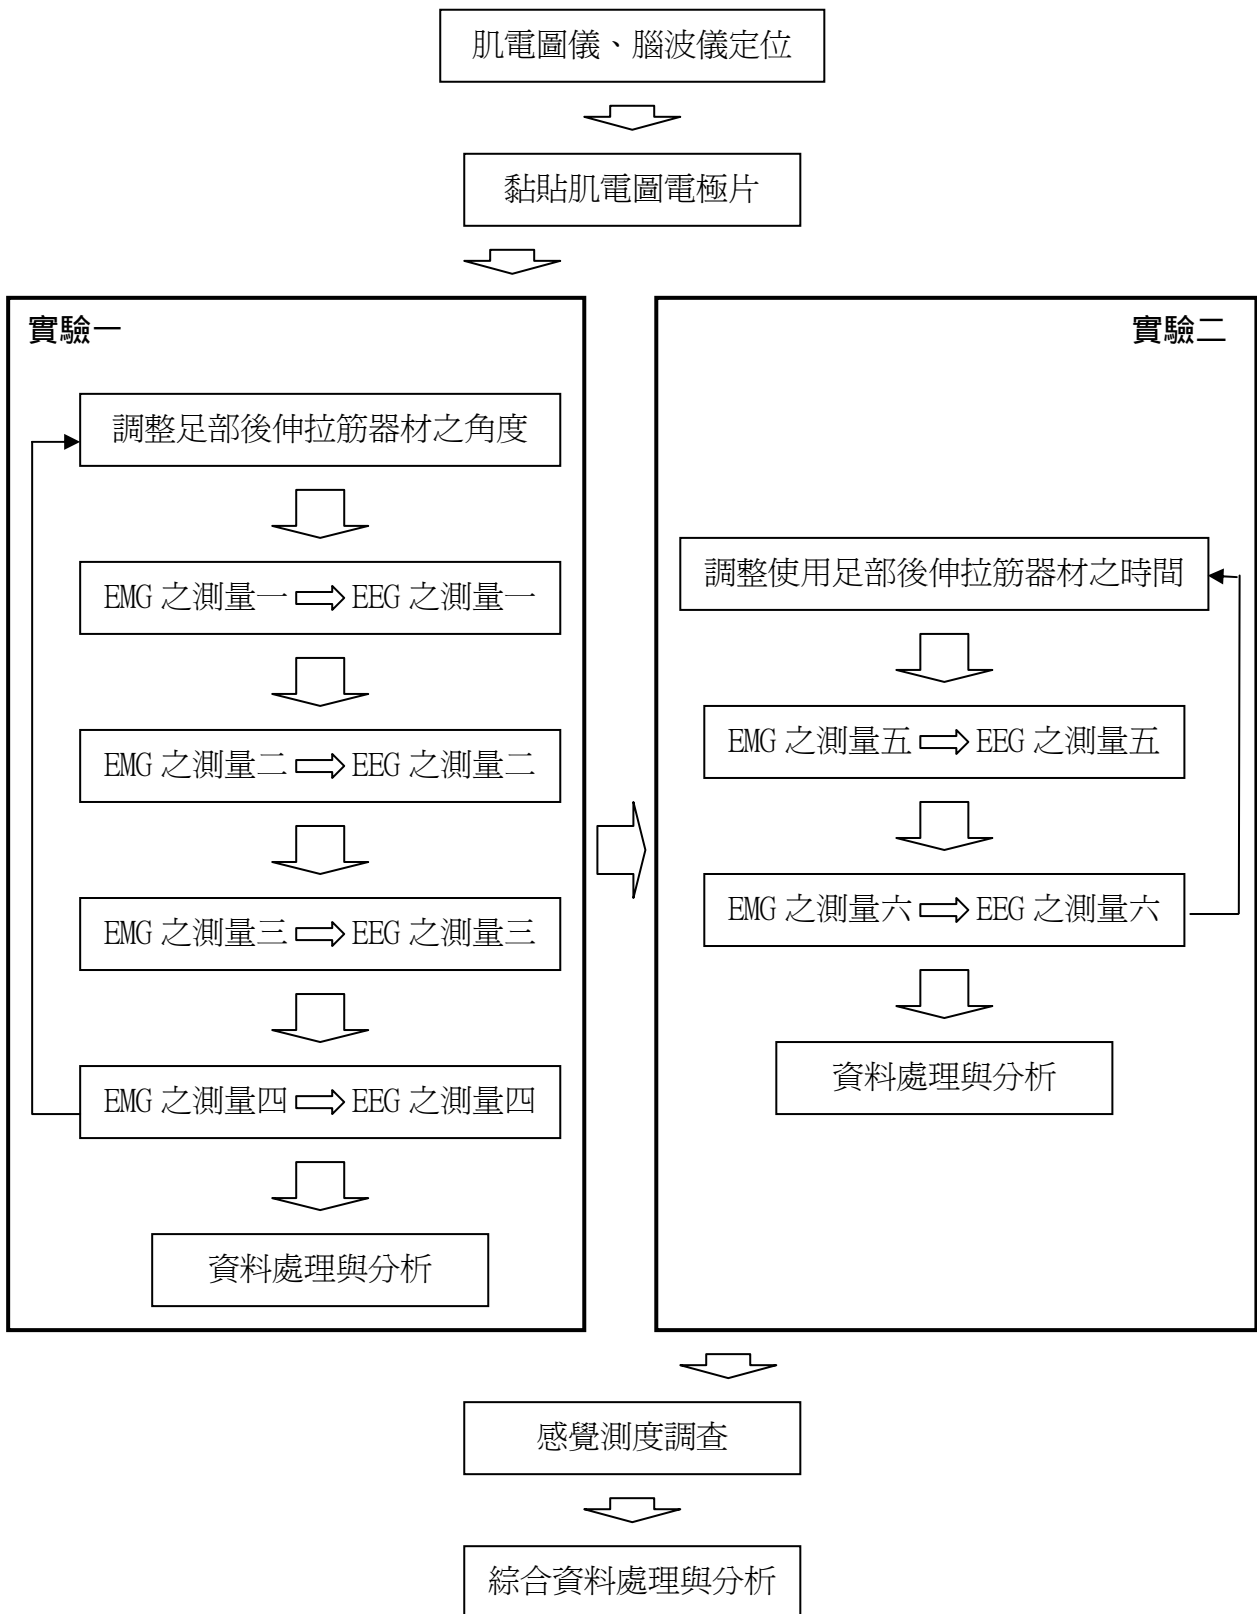 肌電圖儀、腦波儀定位
黏貼肌電圖電極片
實驗一
調整足部後伸拉筋器材之角度
EMG 之測量一 EEG 之測量一
EMG 之測量二 EEG 之測量二
EMG 之測量三 EEG 之測量三
EMG 之測量四 EEG 之測量四
資料處理與分析
實驗二
調整使用足部後伸拉筋器材之時間
EMG 之測量五 EEG 之測量五
EMG 之測量六 EEG 之測量六
資料處理與分析
感覺測度調查
綜合資料處理與分析